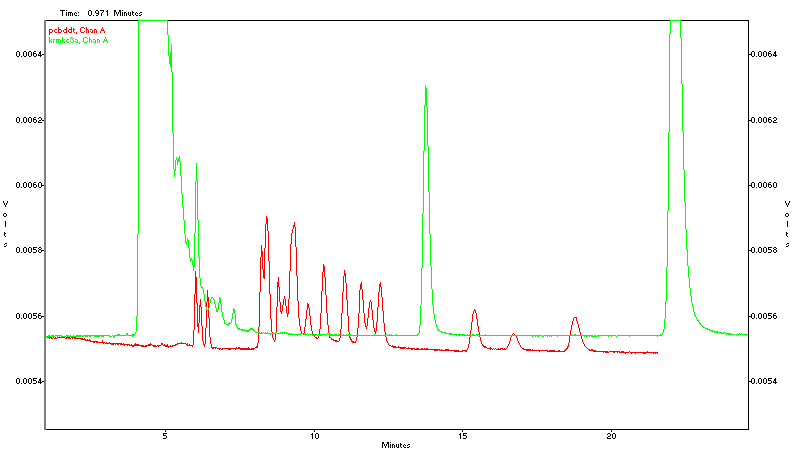 Time: 0.971 Minutes
pcbddt, Chan A
krmkc3a, Chan A
0.0064 0.0064
0.0062 0.0062
0.0060 0.0060
Volts Volts
0.0058 0.0058
0.0056 0.0056
0.0054 0.0054
5 10 15 20
Minutes